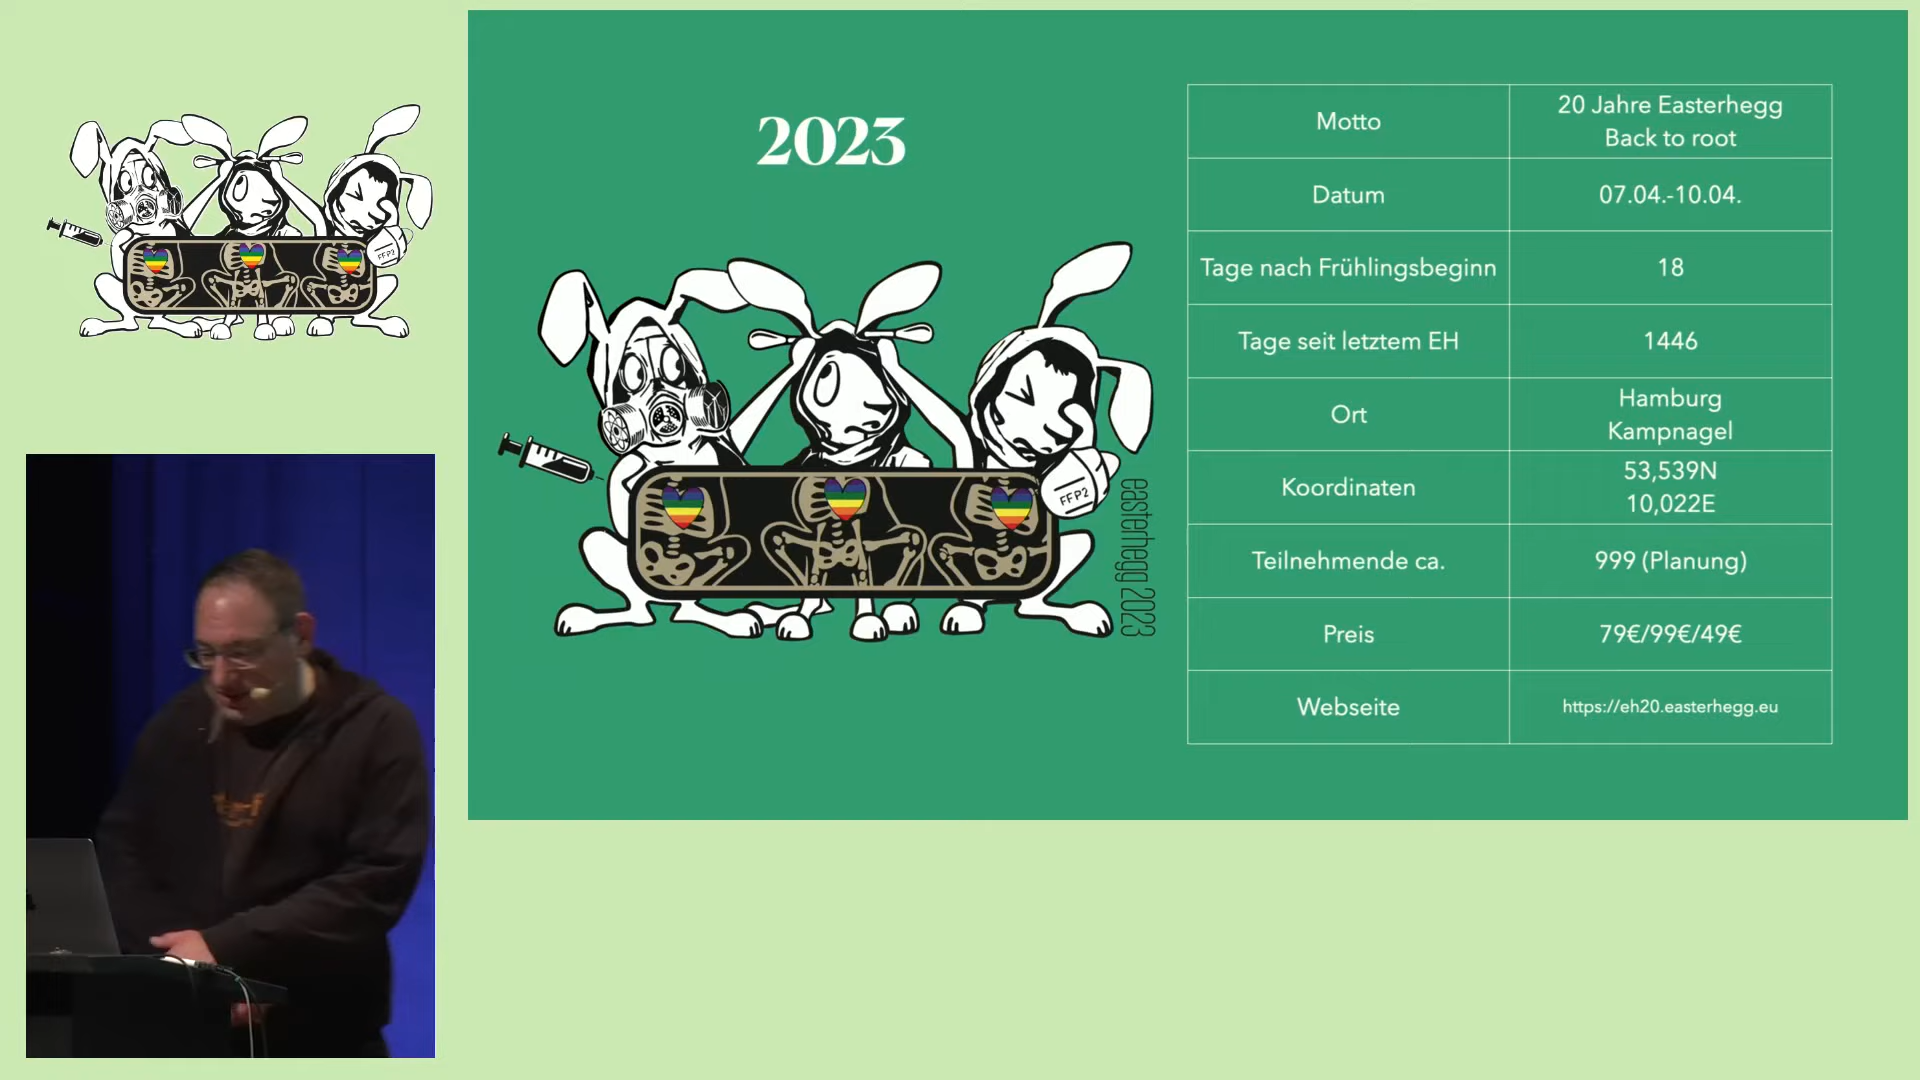 FFP2
2023
FFP2
easterhegg 2023
Motto
20 Jahre Easterhegg
Back to root
Datum
07.04.-10.04.
Tage nach Frühlingsbeginn
18
Tage seit letztem EH
1446
Ort
Hamburg
Kampnagel
Koordinaten
53,539N
10,022E
Teilnehmende ca.
999 (Planung)
Preis
79€/99€/49€
Webseite
https://eh20.easterhegg.eu